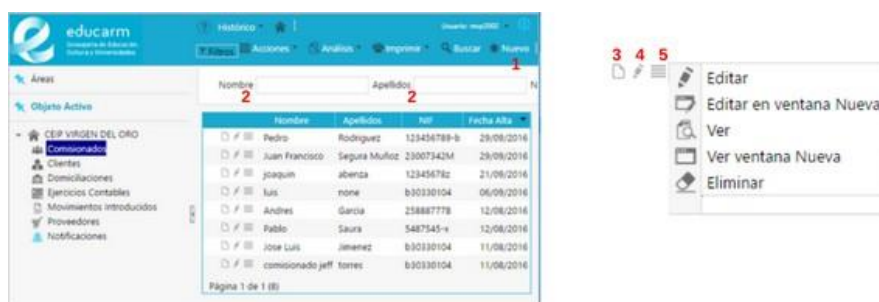 educarm
Consejería de Educación
Cultura y Universidades
Histórico
Filtros Acciones Análisis Imprimir Buscar Nuevo
1
Áreas
Objeto Activo
CEIP VIRGEN DEL ORO
Comisionados
Clientes
Domiciliaciones
Ejercicios Contables
Movimientos introducidos
Proveedores
Notificaciones
Nombre Apellidos N
2 2
Nombre Apellidos NIF Fecha Alta
Pedro Rodriguez 123456789-b 29/09/2016
Juan Francisco Segura Muñoz 23007342M 29/09/2016
joaquin abenza 12345678z 21/09/2016
luis none b30330104 06/09/2016
Andres Garcia 258887778 12/08/2016
Pablo Saura 5487545-x 12/08/2016
Jose Luis Jimenez b30330104 11/08/2016
comisionado jeff torres b30330104 11/08/2016
Página 1 de 1 (8)
3 4 5
Editar
Editar en ventana Nueva
Ver
Ver ventana Nueva
Eliminar